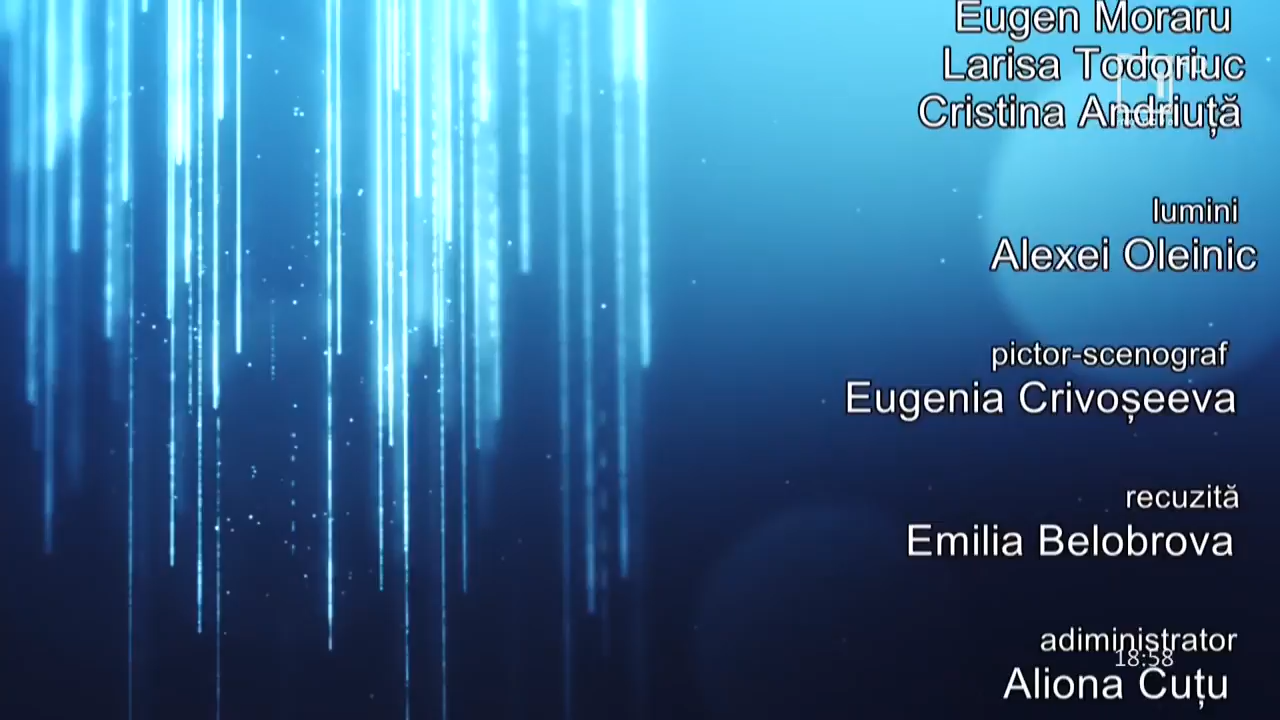 Eugen Moraru
Larisa Todoriuc
Cristina Andriuță
lumini
Alexei Oleinic
pictor-scenograf
Eugenia Crivoșeeva
recuzită
Emilia Belobrova
adiministrator
18:58
Aliona Cuțu